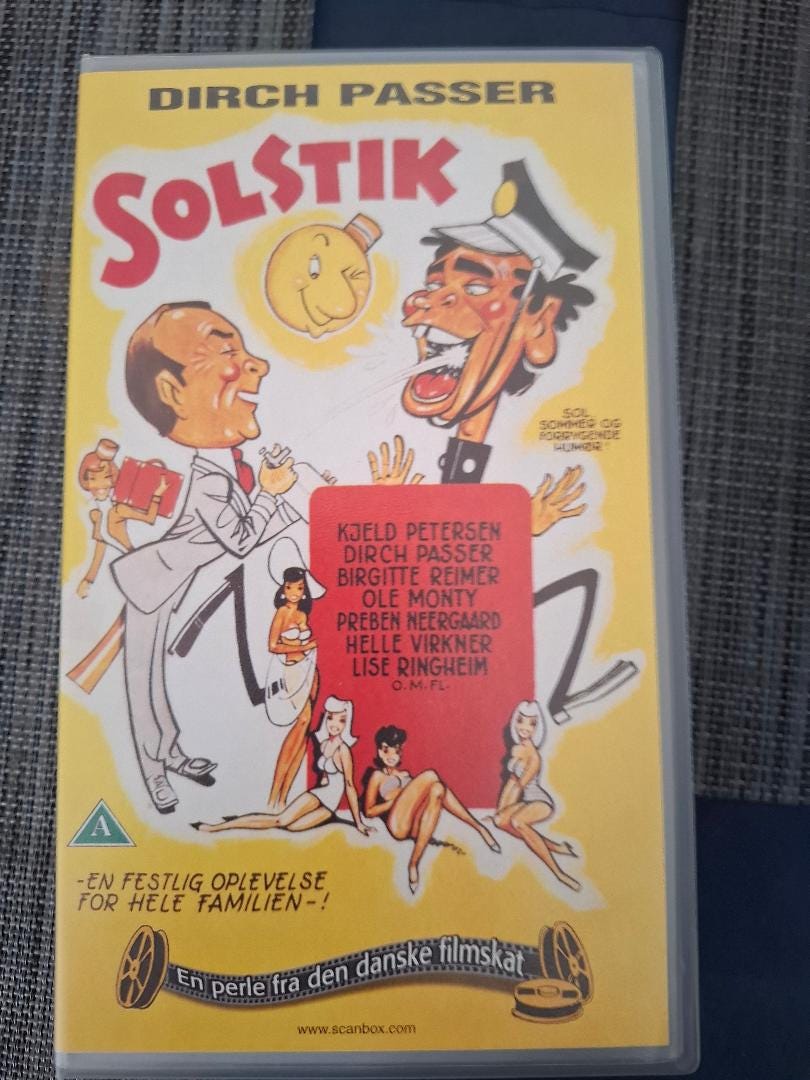 DIRCH PASSER
SOLSTIK
SOL,
SOMMER OG
FORRYGENDE
HUMØR!
KJELD PETERSEN
DIRCH PASSER
BIRGITTE REIMER
OLE MONTY
PREBEN NEERGAARD
HELLE VIRKNER
LISE RINGHEIM
O.M.FL.
A
-EN FESTLIG OPLEVELSE
FOR HELE FAMILIEN-!
En perle fra den danske filmskat
www.scanbox.com